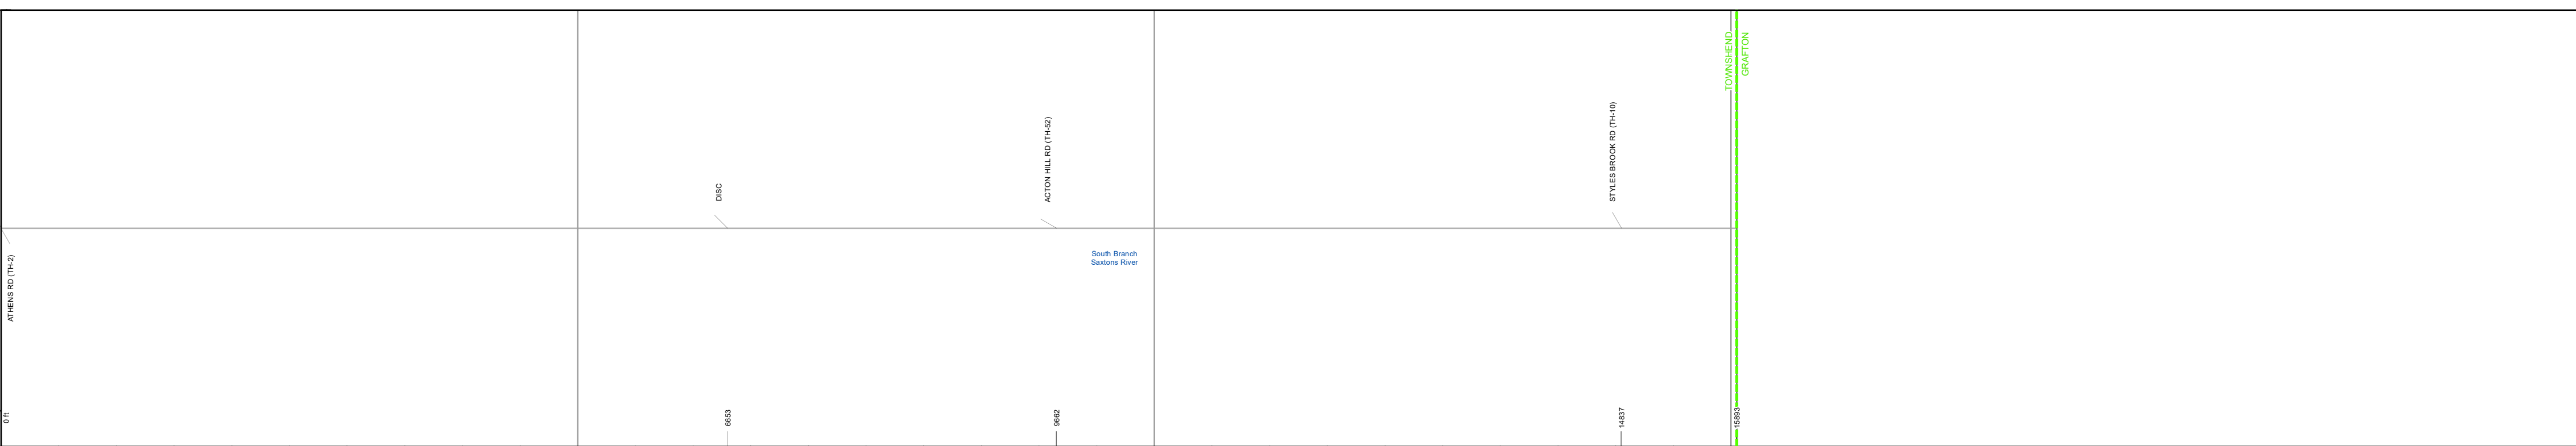 TOWNSHEND
GRAFTON
DISC
ACTON HILL RD (TH-52)
STYLES BROOK RD (TH-10)
ATHENS RD (TH-2)
South Branch
Saxtons River
0 ft
6653
9662
14837
15893